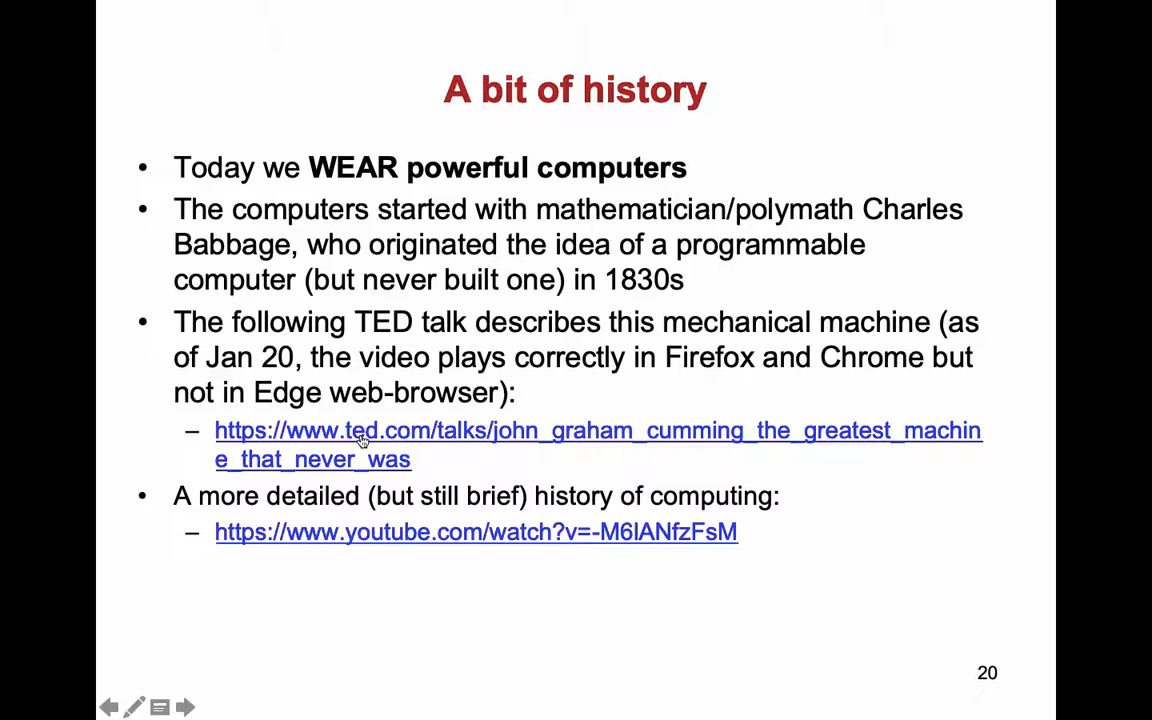 A bit of history
• Today we WEAR powerful computers
• The computers started with mathematician/polymath Charles
Babbage, who originated the idea of a programmable
computer (but never built one) in 1830s
• The following TED talk describes this mechanical machine (as
of Jan 20, the video plays correctly in Firefox and Chrome but
not in Edge web-browser):
– https://www.ted.com/talks/john_graham_cumming_the_greatest_machin
e_that_never_was
• A more detailed (but still brief) history of computing:
– https://www.youtube.com/watch?v=-M6lANfzFsM
20